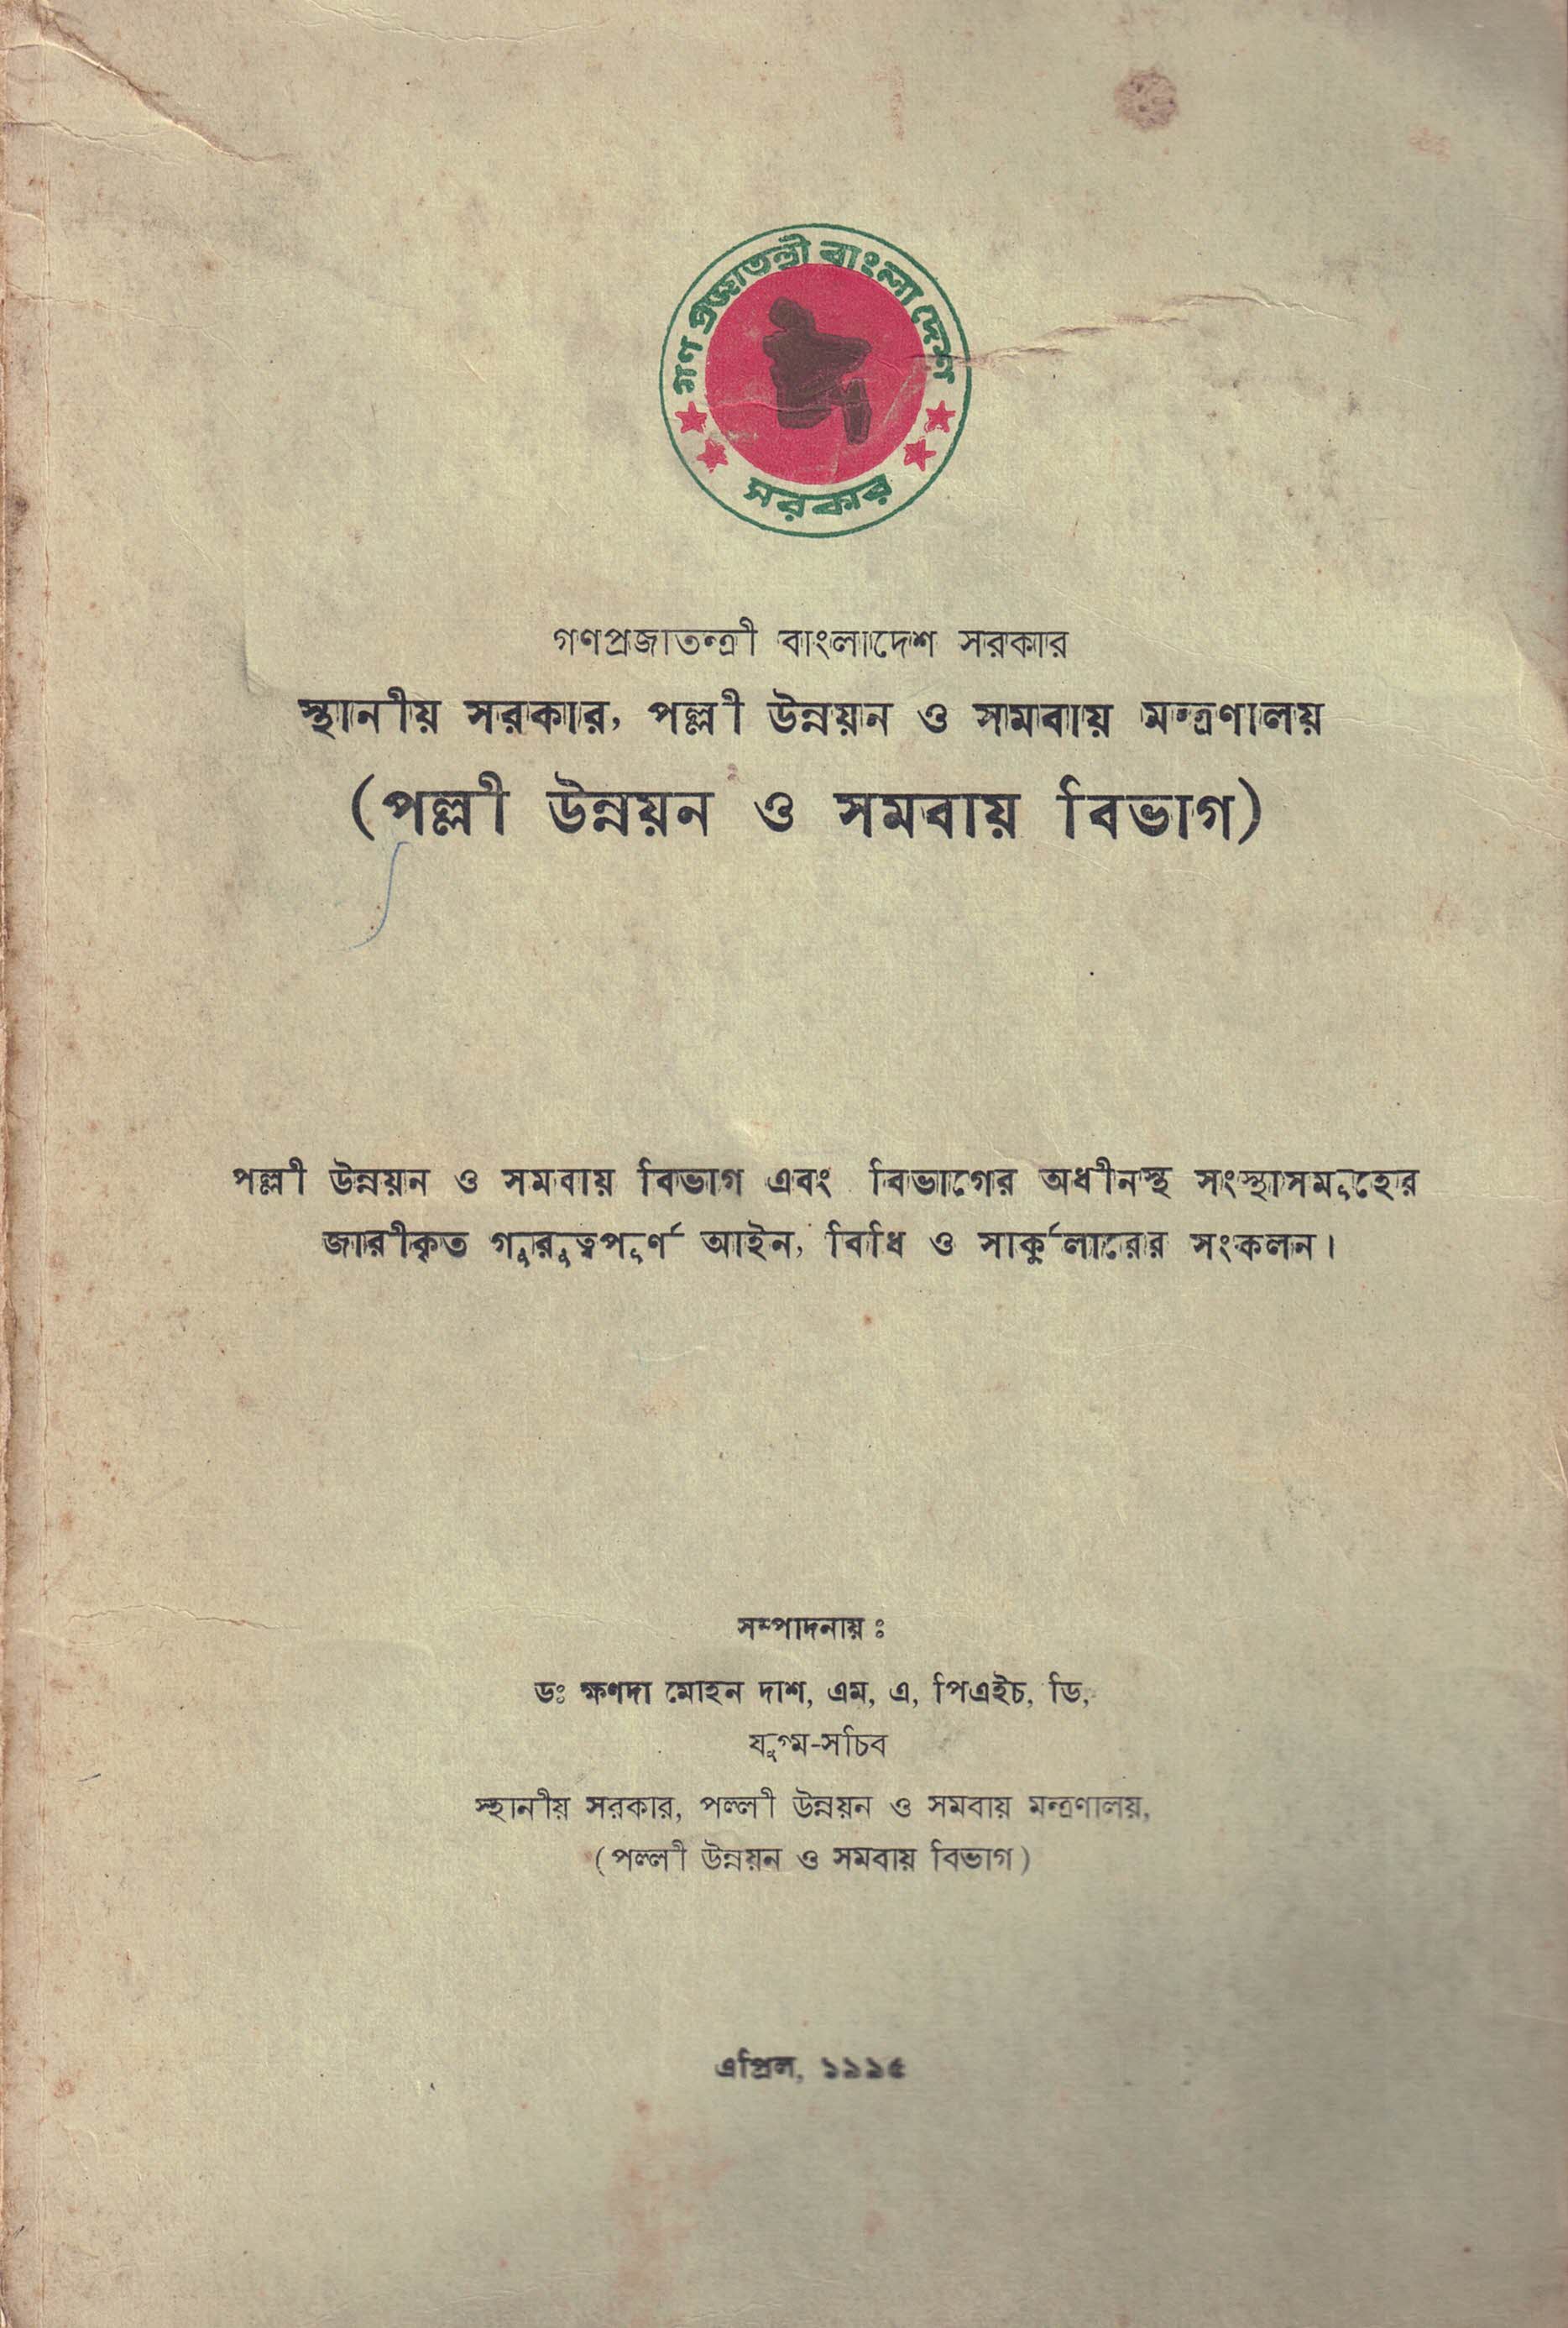 গণ প্রজাতন্ত্রী বাংলা দেশ
সরকার
গণপ্রজাতন্ত্রী বাংলাদেশ সরকার
স্থানীয় সরকার, পল্লী উন্নয়ন ও সমবায় মন্ত্রণালয়
(পল্লী উন্নয়ন ও সমবায় বিভাগ)
পল্লী উন্নয়ন ও সমবায় বিভাগ এবং বিভাগের অধীনস্থ সংস্থাসমূহের
জারীকৃত গুরুত্বপূর্ণ আইন, বিধি ও সার্কুলারের সংকলন।
সম্পাদনায় ঃ
ডঃ ক্ষণদা মোহন দাশ, এম, এ, পিএইচ, ডি,
যুগ্ম-সচিব
স্থানীয় সরকার, পল্লী উন্নয়ন ও সমবায় মন্ত্রণালয়,
(পল্লী উন্নয়ন ও সমবায় বিভাগ)
এপ্রিল, ১৯৯৫